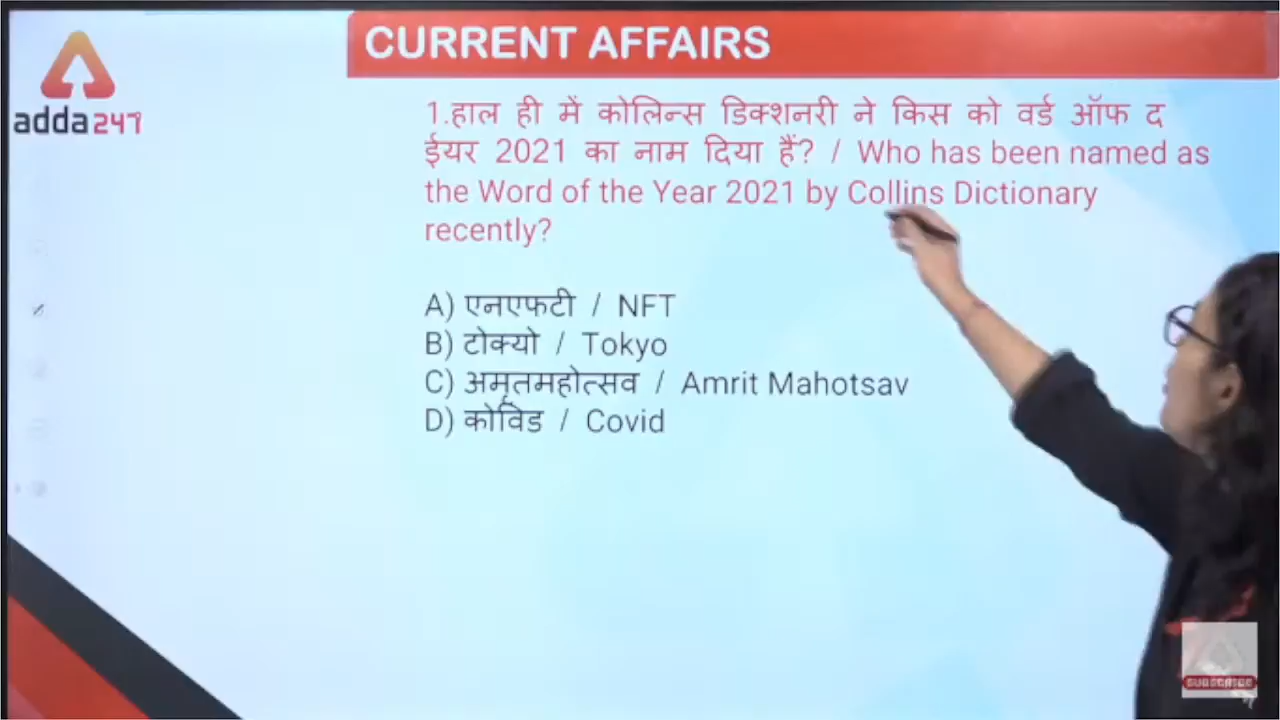 CURRENT AFFAIRS
adda247
1.हाल ही में कोलिन्स डिक्शनरी ने किस को वर्ड ऑफ द
ईयर 2021 का नाम दिया हैं? / Who has been named as
the Word of the Year 2021 by Collins Dictionary
recently?
A) एनएफटी / NFT
B) टोक्यो / Tokyo
C) अमृतमहोत्सव / Amrit Mahotsav
D) कोविड / Covid
SUBSCRIBE